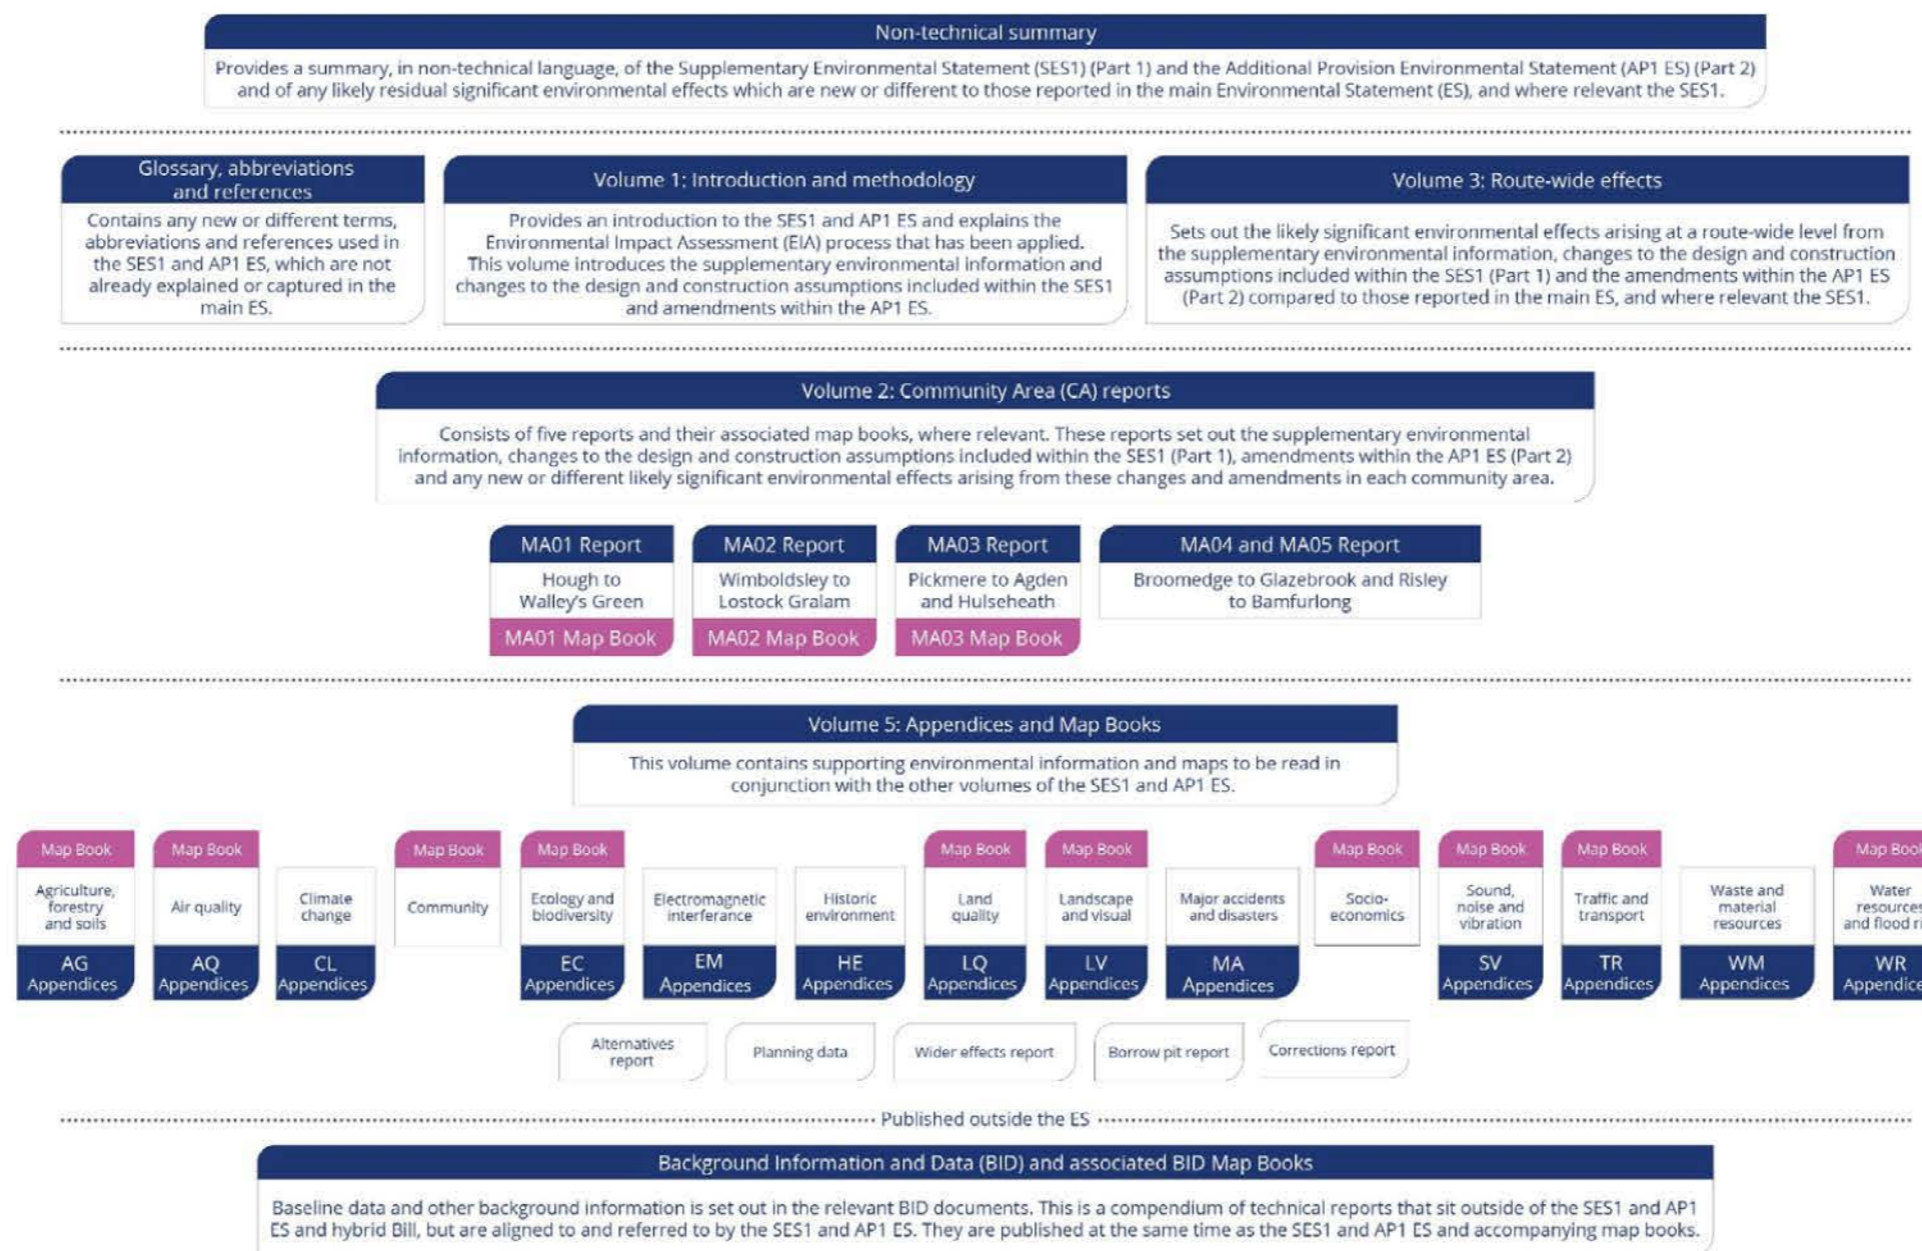 Non-technical summary
Provides a summary, in non-technical language, of the Supplementary Environmental Statement (SES1) (Part 1) and the Additional Provision Environmental Statement (AP1 ES) (Part 2)
and of any likely residual significant environmental effects which are new or different to those reported in the main Environmental Statement (ES), and where relevant the SES1.
Glossary, abbreviations
and references
Contains any new or different terms,
abbreviations and references used in
the SES1 and AP1 ES, which are not
already explained or captured in the
main ES.
Volume 1: Introduction and methodology
Provides an introduction to the SES1 and AP1 ES and explains the
Environmental Impact Assessment (EIA) process that has been applied.
This volume introduces the supplementary environmental information and
changes to the design and construction assumptions included within the SES1
and amendments within the AP1 ES.
Volume 3: Route-wide effects
Sets out the likely significant environmental effects arising at a route-wide level from
the supplementary environmental information, changes to the design and construction
assumptions included within the SES1 (Part 1) and the amendments within the AP1 ES
(Part 2) compared to those reported in the main ES, and where relevant the SES1.
Volume 2: Community Area (CA) reports
Consists of five reports and their associated map books, where relevant. These reports set out the supplementary environmental
information, changes to the design and construction assumptions included within the SES1 (Part 1), amendments within the AP1 ES (Part 2)
and any new or different likely significant environmental effects arising from these changes and amendments in each community area.
MA01 Report
Hough to
Walley's Green
MA01 Map Book
MA02 Report
Wimboldsley to
Lostock Gralam
MA02 Map Book
MA03 Report
Pickmere to Agden
and Hulseheath
MA03 Map Book
MA04 and MA05 Report
Broomedge to Glazebrook and Risley
to Bamfurlong
Volume 5: Appendices and Map Books
This volume contains supporting environmental information and maps to be read in
conjunction with the other volumes of the SES1 and AP1 ES.
Map Book
Agriculture,
forestry
and soils
AG
Appendices
Map Book
Air quality
AQ
Appendices
Climate
change
CL
Appendices
Map Book
Community
Map Book
Ecology and
biodiversity
EC
Appendices
Electromagnetic
interferance
EM
Appendices
Historic
environment
HE
Appendices
Map Book
Land
quality
LQ
Appendices
Map Book
Landscape
and visual
LV
Appendices
Major accidents
and disasters
MA
Appendices
Map Book
Socio-
economics
Map Book
Sound,
noise and
vibration
SV
Appendices
Map Book
Traffic and
transport
TR
Appendices
Waste and
material
resources
WM
Appendices
Map Book
Water
resources
and flood
WR
Alternatives
report
Planning data
Wider effects report
Borrow pit report
Corrections report
Published outside the ES
Background Information and Data (BID) and associated BID Map Books
Baseline data and other background information is set out in the relevant BID documents. This is a compendium of technical reports that sit outside of the SES1 and AP1
ES and hybrid Bill, but are aligned to and referred to by the SES1 and AP1 ES. They are published at the same time as the SES1 and AP1 ES and accompanying map books.